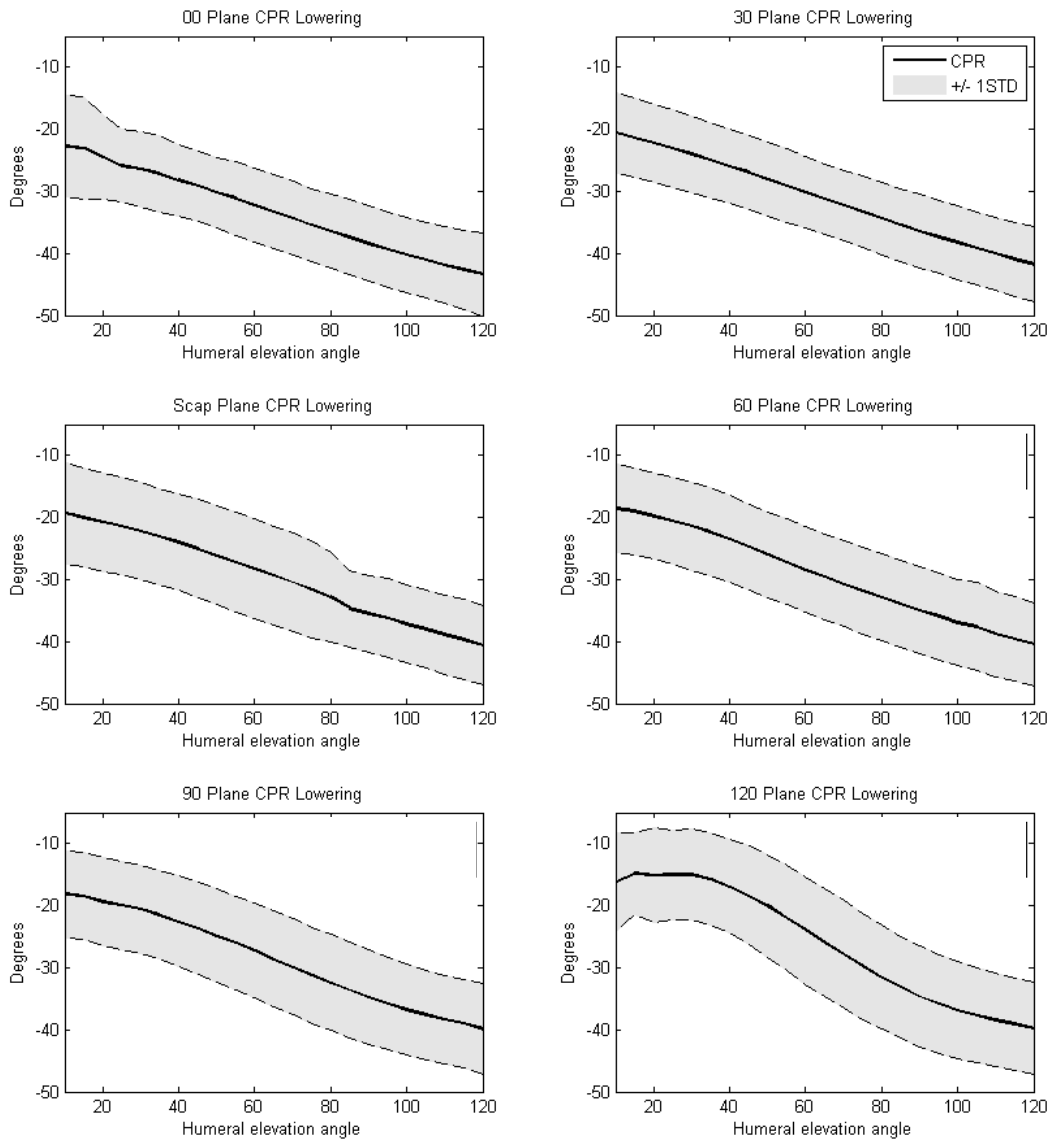 00 Plane CPR Lowering
-10
-20
-30
-40
-50
Degrees
20 40 60 80 100 120
Humeral elevation angle
30 Plane CPR Lowering
CPR
+/- 1STD
-10
-20
-30
-40
-50
Degrees
20 40 60 80 100 120
Humeral elevation angle
Scap Plane CPR Lowering
-10
-20
-30
-40
-50
Degrees
20 40 60 80 100 120
Humeral elevation angle
60 Plane CPR Lowering
-10
-20
-30
-40
-50
Degrees
20 40 60 80 100 120
Humeral elevation angle
90 Plane CPR Lowering
-10
-20
-30
-40
-50
Degrees
20 40 60 80 100 120
Humeral elevation angle
120 Plane CPR Lowering
-10
-20
-30
-40
-50
Degrees
20 40 60 80 100 120
Humeral elevation angle